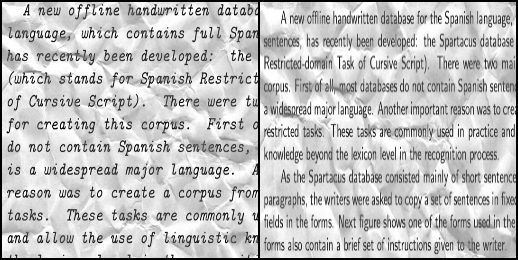 A new offline handwritten datab
language, which contains full Span
has recently been developed: the
(which stands for Spanish Restrict
of Cursive Script). There were tw
for creating this corpus. First o
do not contain Spanish sentences,
is a widespread major language. A
reason was to create a corpus from
tasks. These tasks are commonly u
and allow the use of linguistic kn
A new offline handwritten database for the Spanish language,
sentences, has recently been developed: the Spartacus database
Restricted-domain Task of Cursive Script). There were two mai
corpus. First of all, most databases do not contain Spanish senten
a widespread major language. Another important reason was to crea
restricted tasks. These tasks are commonly used in practice and
knowledge beyond the lexicon level in the recognition process.
As the Spartacus database consisted mainly of short sentence
paragraphs, the writers were asked to copy a set of sentences in fixed
fields in the forms. Next figure shows one of the forms used in the
forms also contain a brief set of instructions given to the writer.